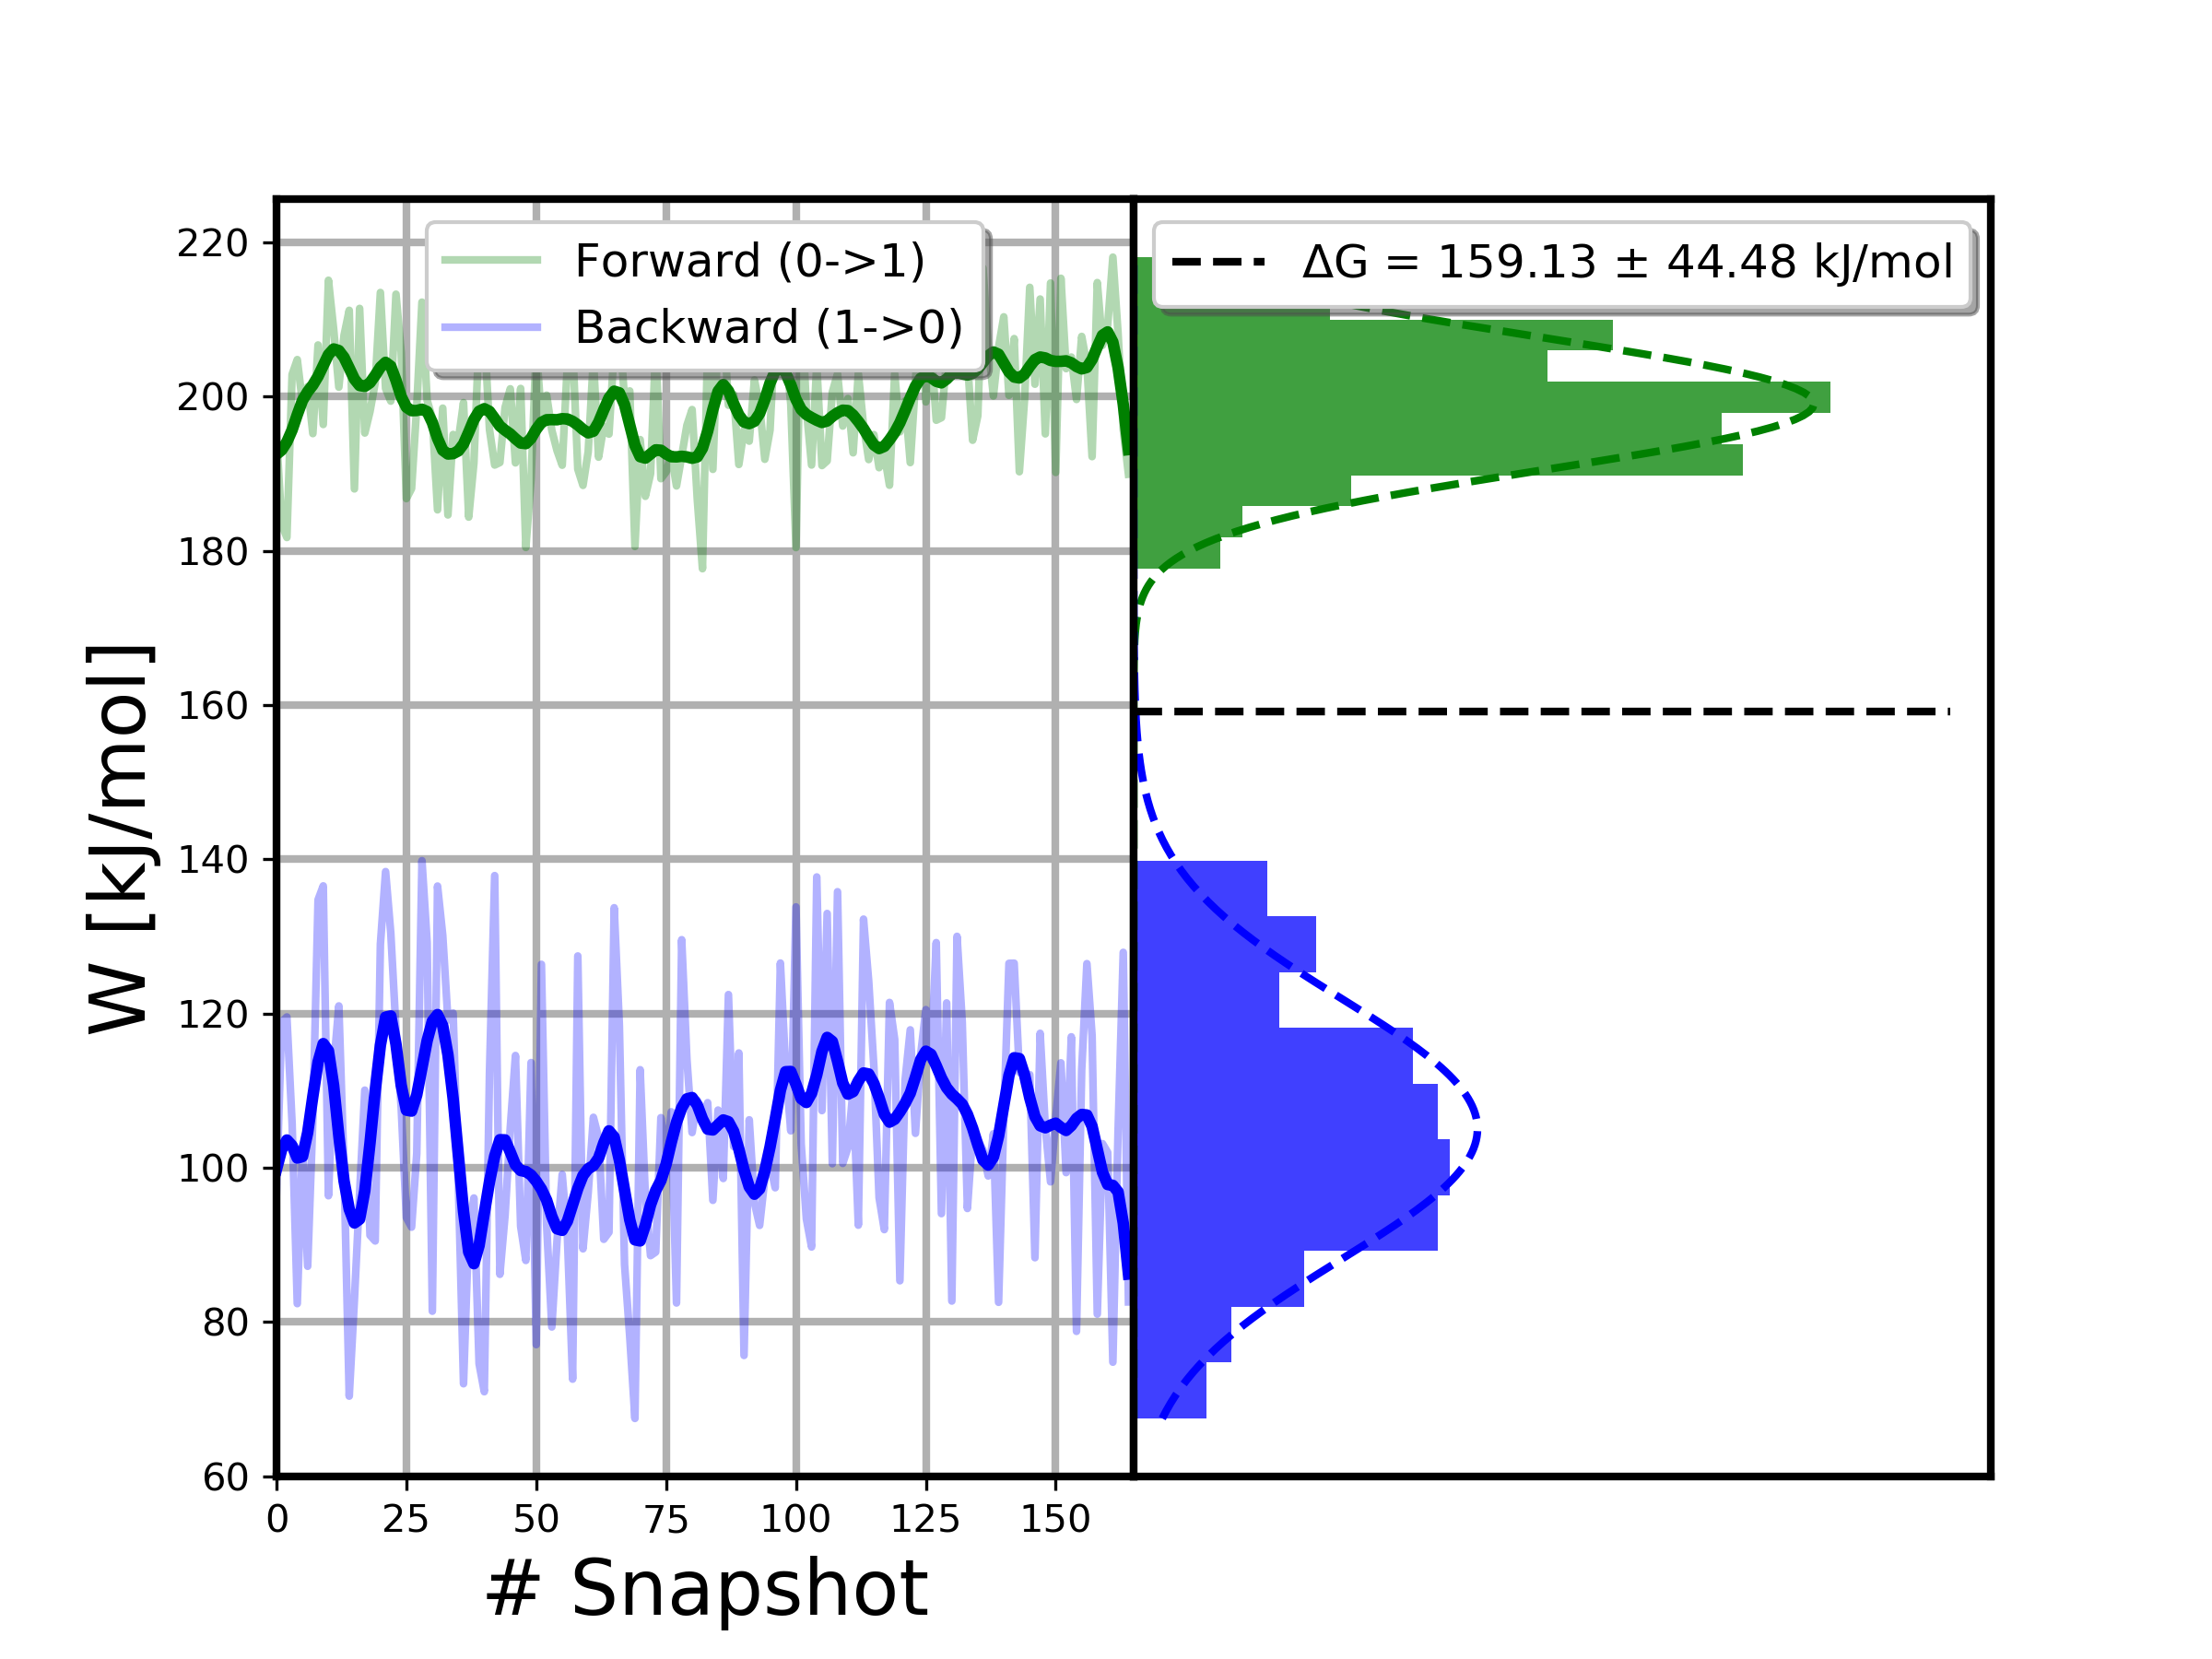 Forward (0->1)
Backward (1->0)
ΔG = 159.13 ± 44.48 kJ/mol
W [kJ/mol]
220
200
180
160
140
120
100
80
60
0 25 50 75 100 125 150
# Snapshot